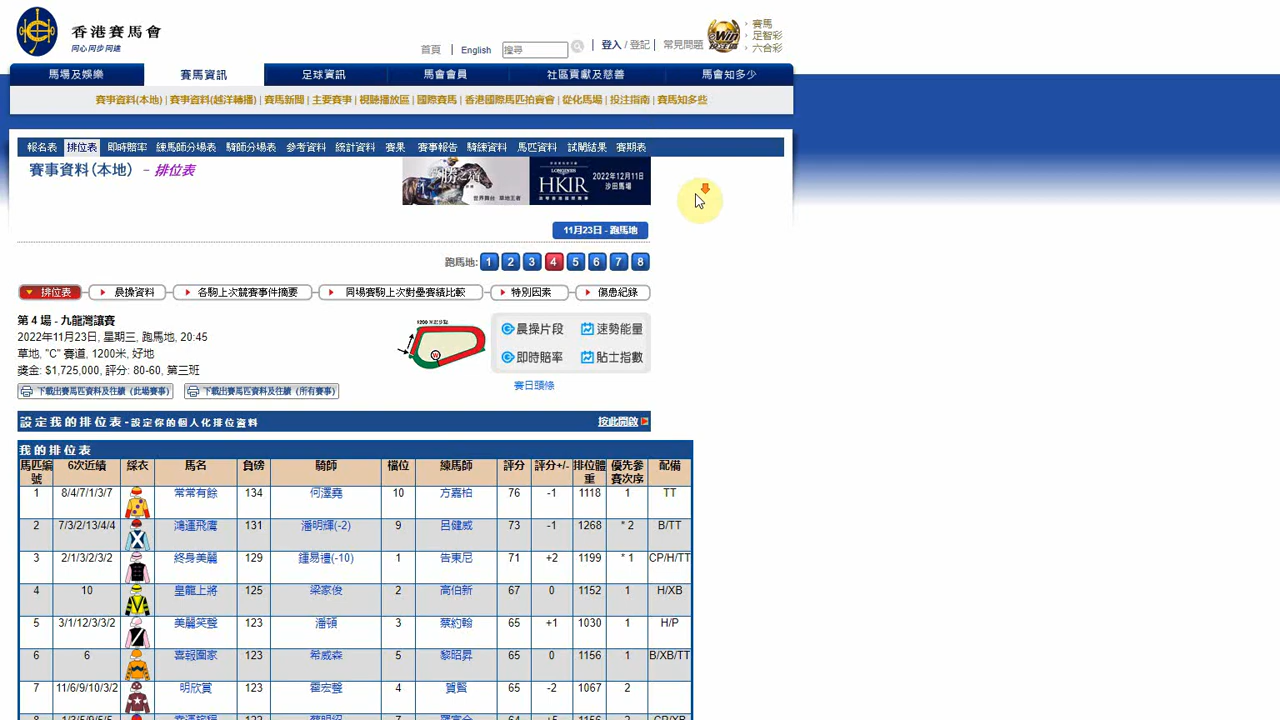 香港賽馬會
同心同步同進
首頁 | English 搜尋 | 登入 / 登記 | 常見問題
賽馬
足智彩
六合彩
馬場及娛樂 賽馬資訊 足球資訊 馬會會員 社區貢獻及慈善 馬會知多少
賽事資料(本地) | 賽事資料(越洋轉播) | 賽馬新聞 | 主要賽事 | 視聽播放區 | 國際賽馬 | 香港國際馬匹拍賣會 | 從化馬場 | 投注指南 | 賽馬知多些
報名表 排位表 即時賠率 練馬師分場表 騎師分場表 參考資料 統計資料 賽果 賽事報告 騎練資料 馬匹資料 試閘結果 賽期表
賽事資料(本地) - 排位表
世界舞台 草地王者
LONGINES
HKIR
2022年12月11日
沙田馬場
11月23日 - 跑馬地
跑馬地: 1 2 3 4 5 6 7 8
排位表 晨操資料 各駒上次競賽事件摘要 同場賽駒上次對壘賽績比較 特別因素 傷患紀錄
第 4 場 - 九龍灣讓賽
2022年11月23日, 星期三, 跑馬地, 20:45
草地, "C" 賽道, 1200米, 好地
獎金: $1,725,000, 評分: 80-60, 第三班
晨操片段 速勢能量
即時賠率 貼士指數
賽日頭條
下載出賽馬匹資料及往績 (此場賽事) 下載出賽馬匹資料及往績 (所有賽事)
設定我的排位表-設定你的個人化排位資料 按此開啟
我的排位表
馬匹編號 6次近績 綵衣 馬名 負磅 騎師 檔位 練馬師 評分 評分+/- 排位體重 優先參賽次序 配備
1 8/4/7/1/3/7 常常有餘 134 何澤堯 10 方嘉柏 76 -1 1118 1 TT
2 7/3/2/13/4/4 鴻運飛鷹 131 潘明輝(-2) 9 呂健威 73 -1 1268 * 2 B/TT
3 2/1/3/2/3/2 終身美麗 129 鍾易禮(-10) 1 告東尼 71 +2 1199 * 1 CP/H/TT
4 10 皇龍上將 125 梁家俊 2 高伯新 67 0 1152 1 H/XB
5 3/1/12/3/3/2 美麗笑聲 123 潘頓 3 蔡約翰 65 +1 1030 1 H/P
6 6 喜報圍家 123 希威森 5 黎昭昇 65 0 1156 1 B/XB/TT
7 11/6/9/10/3/2 明欣賞 123 霍宏聲 4 賀賢 65 -2 1067 2